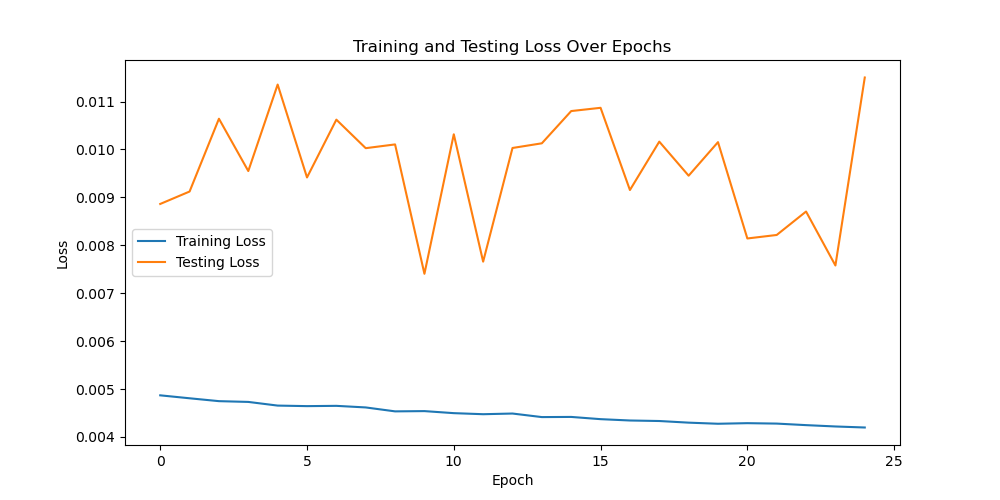 Training and Testing Loss Over Epochs
0.011
0.010
0.009
0.008
0.007
0.006
0.005
0.004
Loss
Training Loss
Testing Loss
0 5 10 15 20 25
Epoch